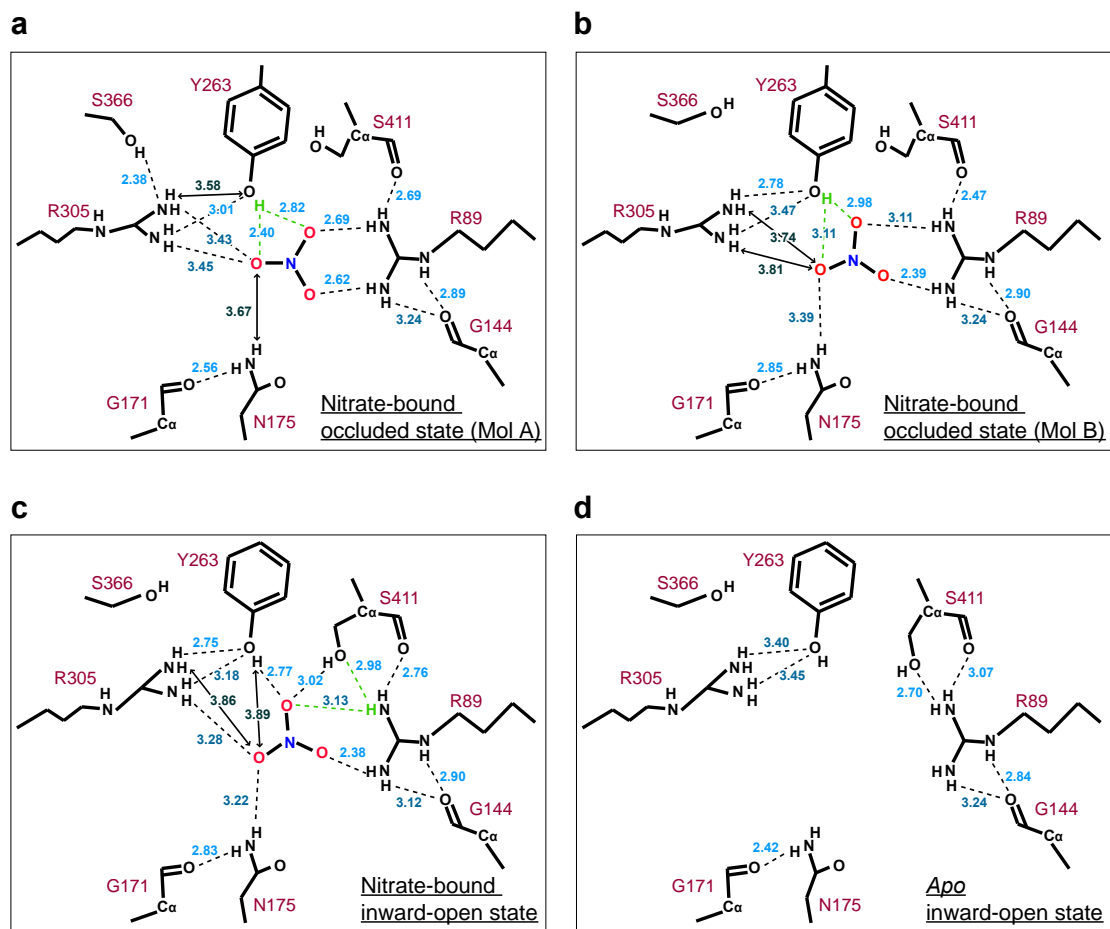 a
Y263
S366
S411
O
H
H
O
Cα
O
2.38
3.58
2.69
H
O
H
R305
H
NH
3.01
2.82
2.69
H
R89
N
NH
3.43
2.40
O
NH
N
O
N
H
3.45
O
2.62
NH
2.89
H
3.24
O
3.67
G144
Cα
H
2.56
H
N
G171
O
O
Cα
N175
Nitrate-bound
occluded state (Mol A)
b
Y263
S366
OH
S411
HO
Cα
O
2.78
2.47
H
O
H
R305
H
NH
3.47
2.98
H
R89
N
NH
3.74
3.11
O
3.11
NH
N
H
3.81
O
N
O
2.39
H
NH
2.90
H
3.24
O
3.39
G144
Cα
H
2.85
H
N
G171
O
O
Cα
N175
Nitrate-bound
occluded state (Mol B)
c
Y263
S366
OH
S411
Cα
O
2.75
O
H
2.98
2.76
H
NH
3.18
H
2.77
3.02
R305
H
N
NH
3.86
3.89
O
3.13
H
N
R89
H
3.28
O
N
O
2.38
N
H
H
NH
2.90
H
3.12
O
3.22
G144
Cα
H
2.83
H
N
G171
O
O
Cα
N175
Nitrate-bound
inward-open state
d
Y263
S366
OH
S411
Cα
O
3.40
O
H
H
NH
3.45
O
H
3.07
2.70
R305
H
N
NH
H
N
R89
H
N
H
H
NH
2.84
H
3.24
O
G144
Cα
H
2.42
H
N
G171
O
O
Cα
N175
Apo
inward-open state